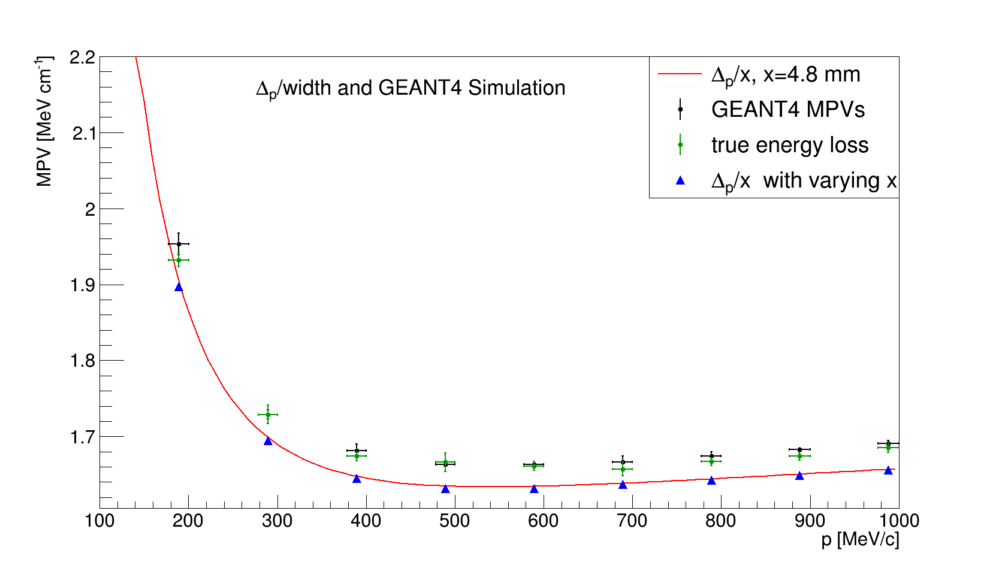 MPV [MeV cm⁻¹]
2.2
2.1
2
1.9
1.8
1.7
Δp/width and GEANT4 Simulation
Δp/x, x=4.8 mm
GEANT4 MPVs
true energy loss
Δp/x with varying x
100 200 300 400 500 600 700 800 900 1000
p [MeV/c]